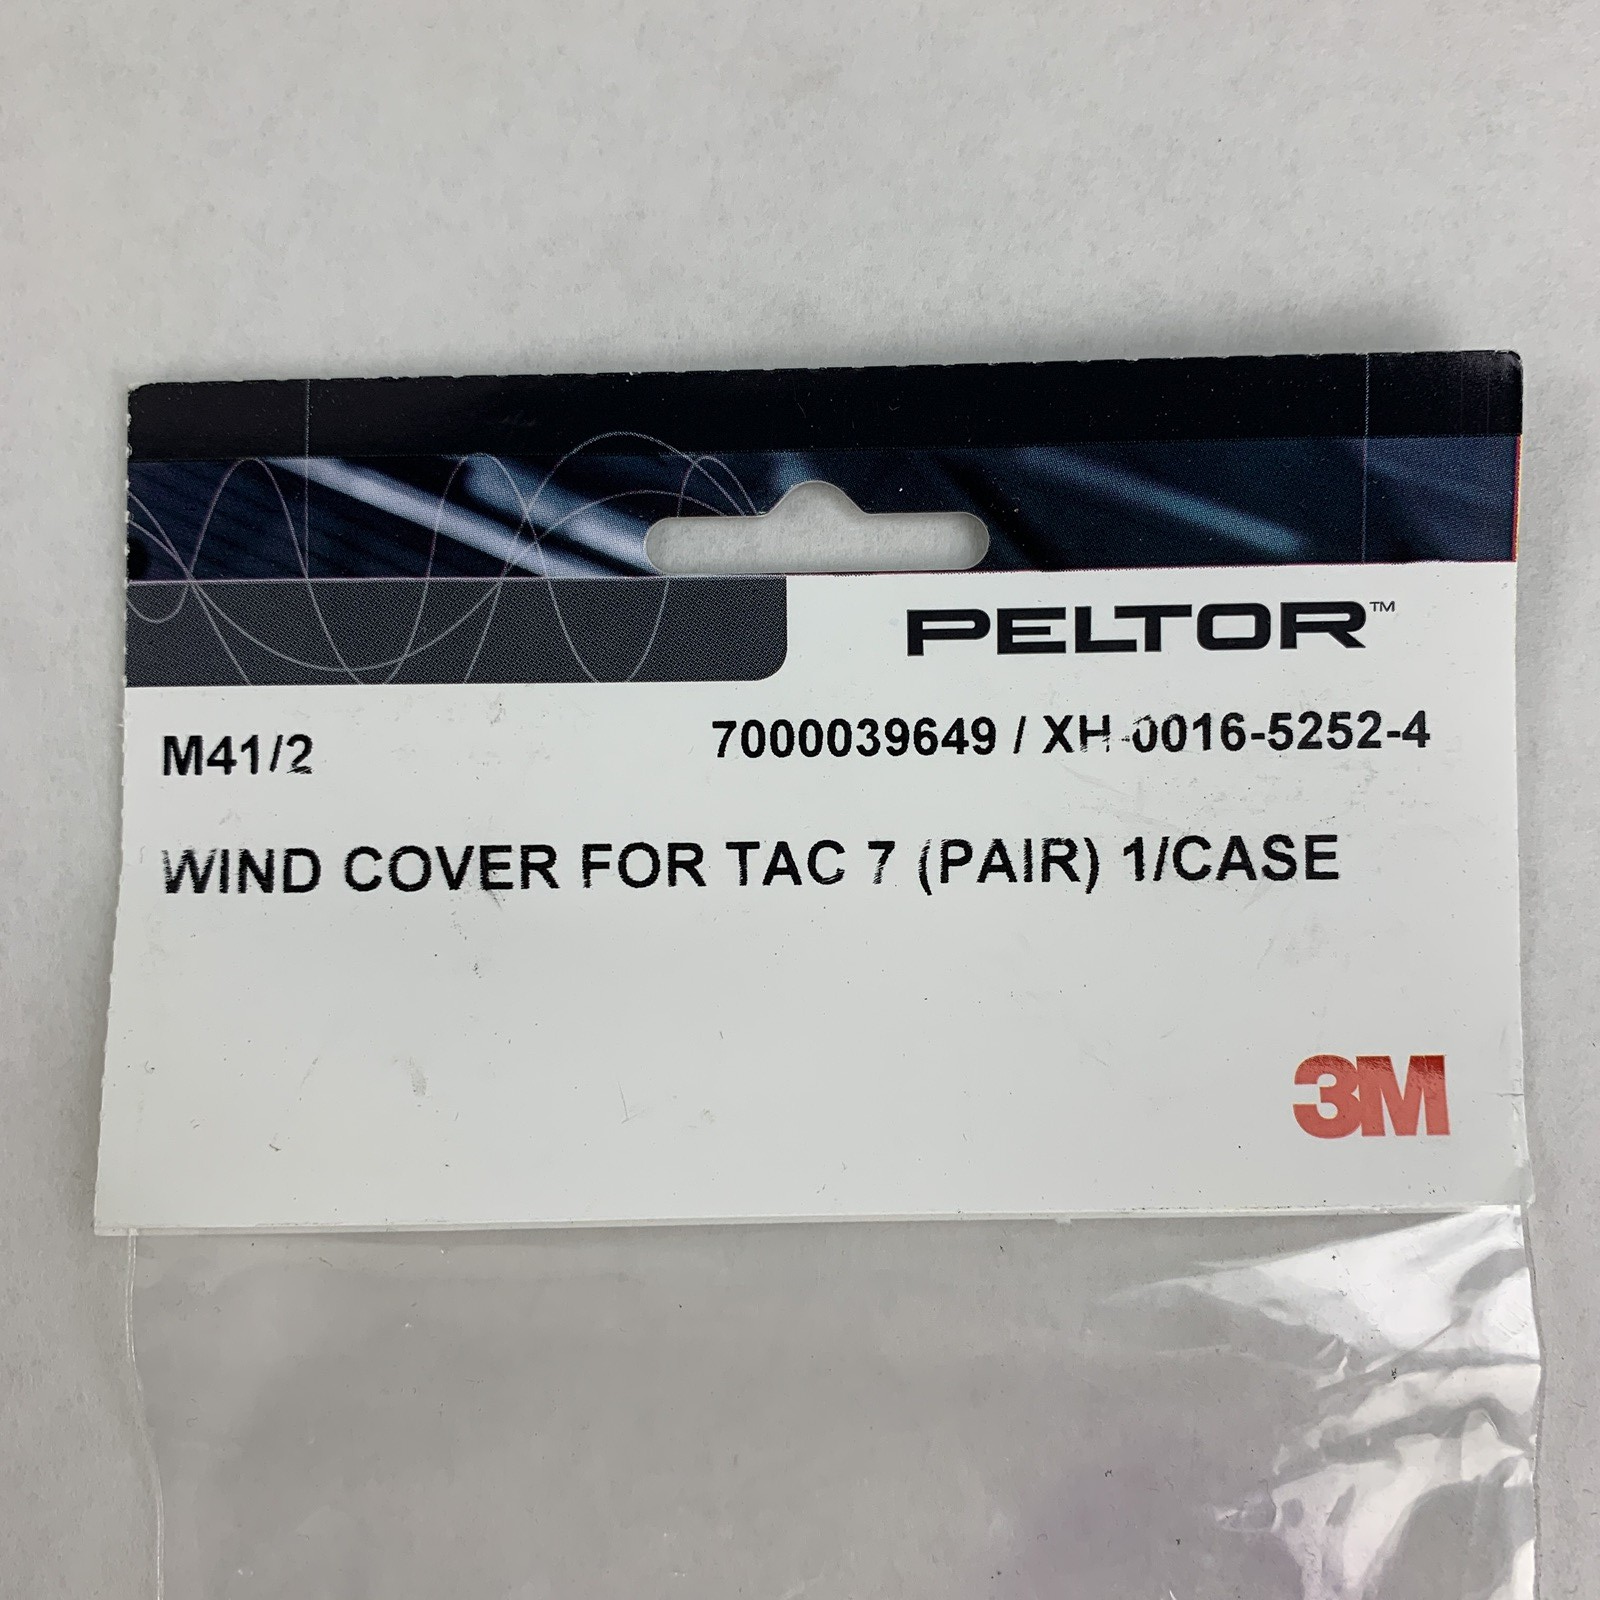 PELTOR™
M41/2 7000039649 / XH-0016-5252-4
WIND COVER FOR TAC 7 (PAIR) 1/CASE
3M